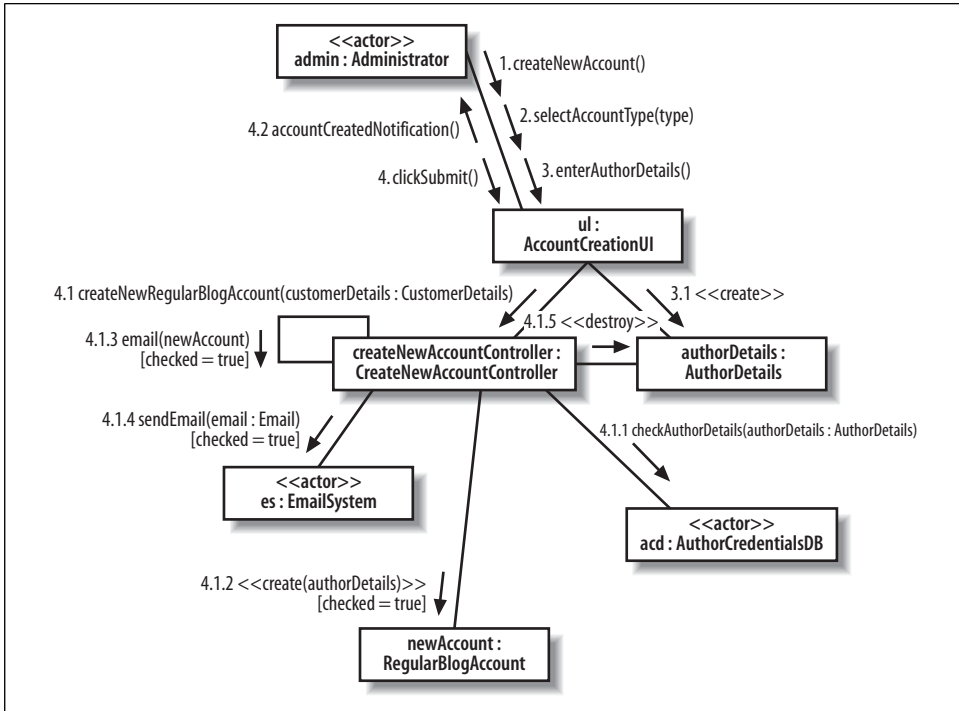 <<actor>>
admin : Administrator
1. createNewAccount()
2. selectAccountType(type)
4.2 accountCreatedNotification()
3. enterAuthorDetails()
4. clickSubmit()
ul :
AccountCreationUI
4.1 createNewRegularBlogAccount(customerDetails : CustomerDetails)
3.1 <<create>>
4.1.5 <<destroy>>
4.1.3 email(newAccount)
[checked = true]
createNewAccountController :
CreateNewAccountController
authorDetails :
AuthorDetails
4.1.4 sendEmail(email : Email)
[checked = true]
4.1.1 checkAuthorDetails(authorDetails : AuthorDetails)
<<actor>>
es : EmailSystem
<<actor>>
acd : AuthorCredentialsDB
4.1.2 <<create(authorDetails)>>
[checked = true]
newAccount :
RegularBlogAccount